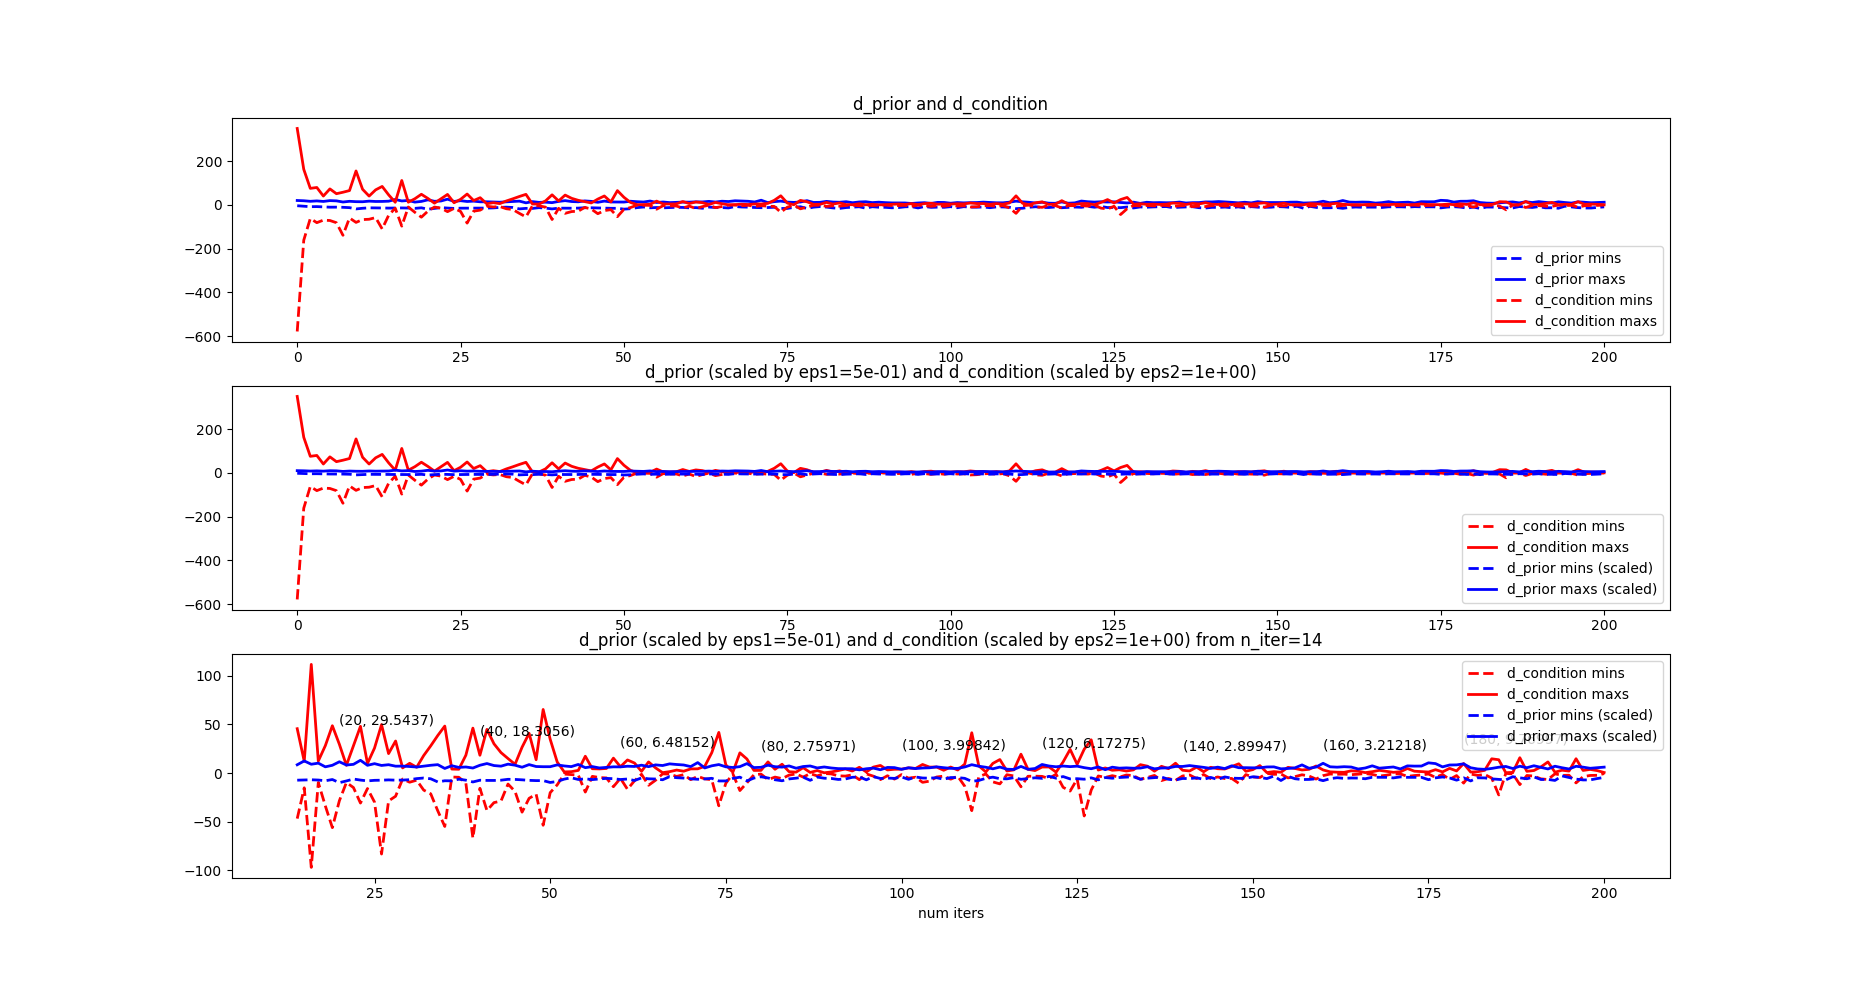 d_prior and d_condition
200
0
−200
−400
−600
d_prior mins
d_prior maxs
d_condition mins
d_condition maxs
0 25 50 75 100 125 150 175 200
d_prior (scaled by eps1=5e-01) and d_condition (scaled by eps2=1e+00)
200
0
−200
−400
−600
d_condition mins
d_condition maxs
d_prior mins (scaled)
d_prior maxs (scaled)
0 25 50 75 100 125 150 175 200
d_prior (scaled by eps1=5e-01) and d_condition (scaled by eps2=1e+00) from n_iter=14
100
50
0
−50
−100
d_condition mins
d_condition maxs
d_prior mins (scaled)
d_prior maxs (scaled)
(20, 29.5437)
(40, 18.3056)
(60, 6.48152)
(80, 2.75971)
(100, 3.99842)
(120, 6.17275)
(140, 2.89947)
(160, 3.21218)
25 50 75 100 125 150 175 200
num iters